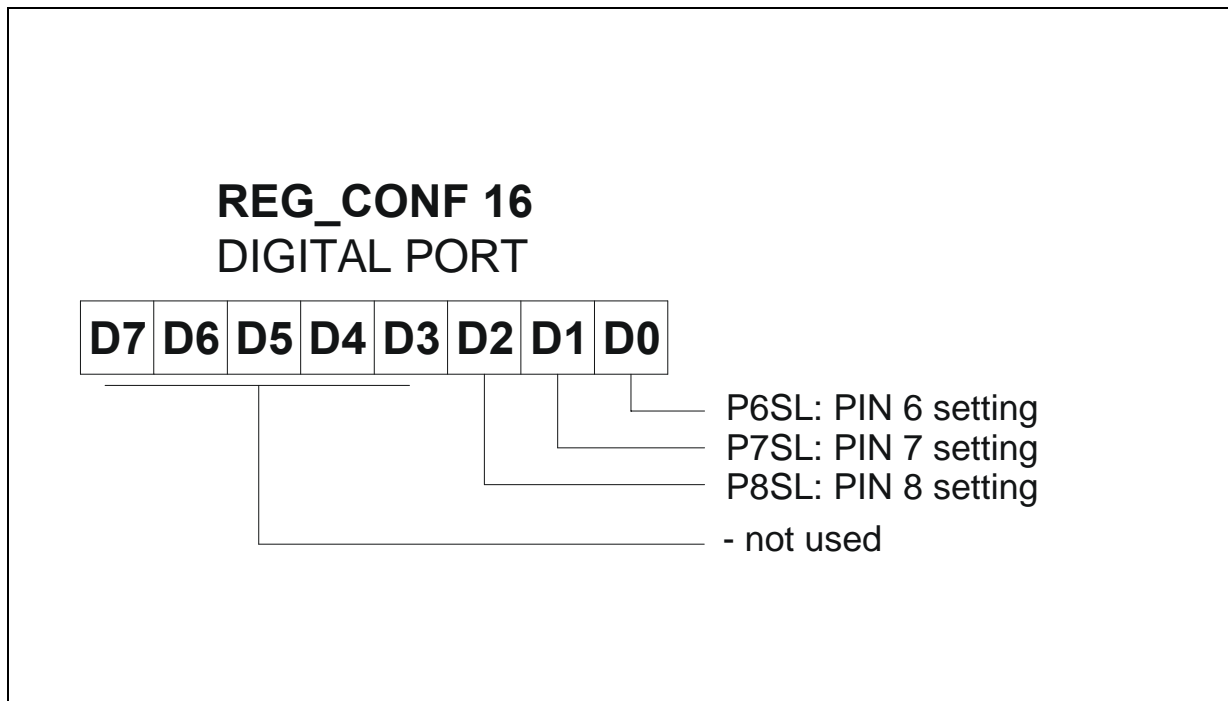 REG_CONF 16
DIGITAL PORT
D7 D6 D5 D4 D3 D2 D1 D0
P6SL: PIN 6 setting
P7SL: PIN 7 setting
P8SL: PIN 8 setting
- not used